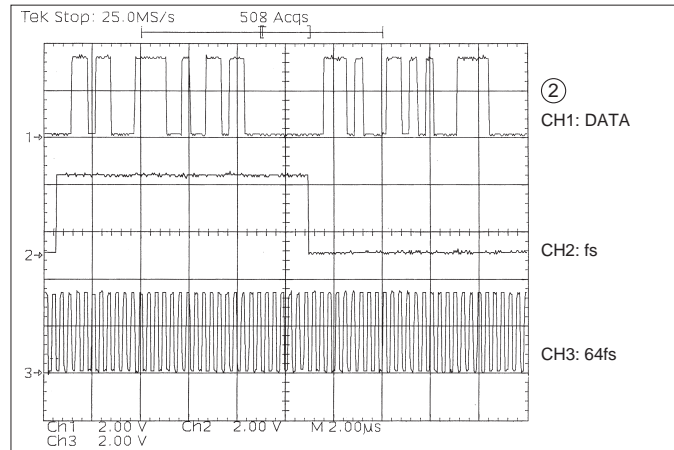 Tek Stop: 25.0MS/s 508 Acqs
②
CH1: DATA
1
CH2: fs
2
CH3: 64fs
3
Ch1 2.00 V Ch2 2.00 V M 2.00µs
Ch3 2.00 V